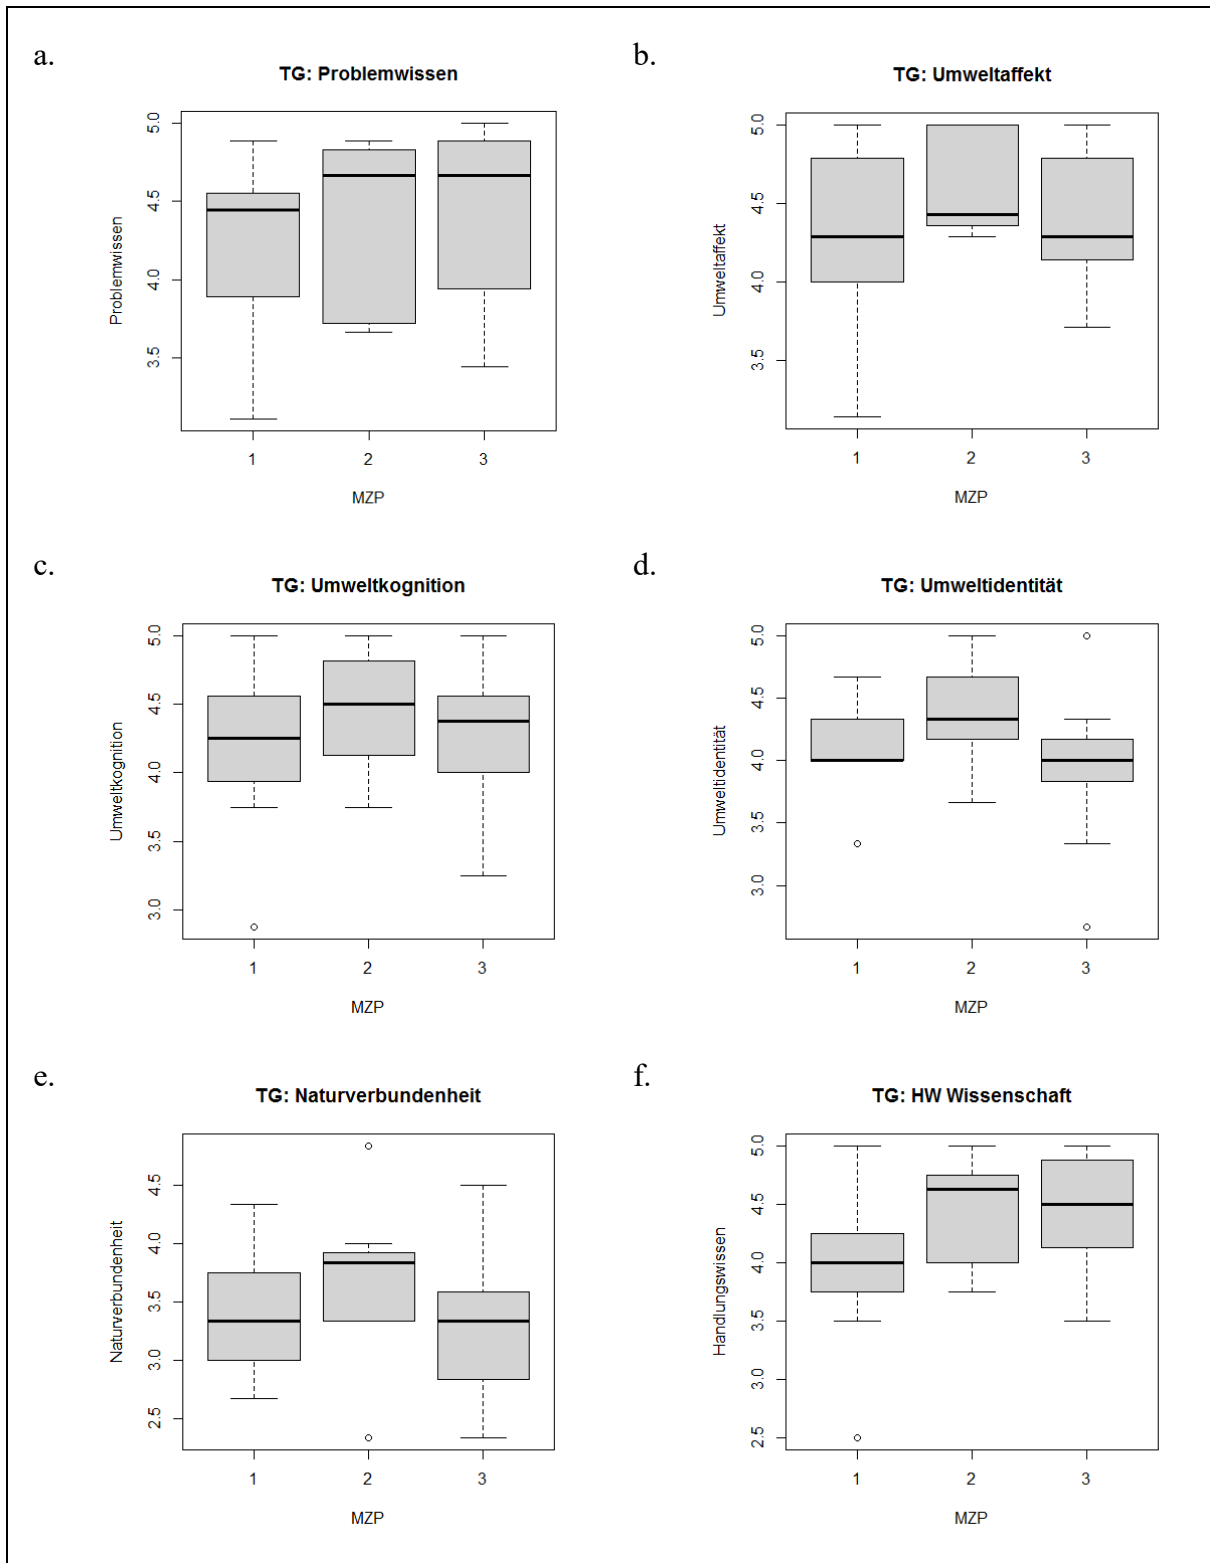 a.
TG: Problemwissen
Problemwissen
5.0
4.5
4.0
3.5
1 2 3
MZP
b.
TG: Umweltaffekt
Umweltaffekt
5.0
4.5
4.0
3.5
1 2 3
MZP
c.
TG: Umweltkognition
Umweltkognition
5.0
4.5
4.0
3.5
3.0
1 2 3
MZP
d.
TG: Umweltidentität
Umweltidentität
5.0
4.5
4.0
3.5
3.0
1 2 3
MZP
e.
TG: Naturverbundenheit
Naturverbundenheit
4.5
4.0
3.5
3.0
2.5
1 2 3
MZP
f.
TG: HW Wissenschaft
Handlungswissen
5.0
4.5
4.0
3.5
3.0
2.5
1 2 3
MZP